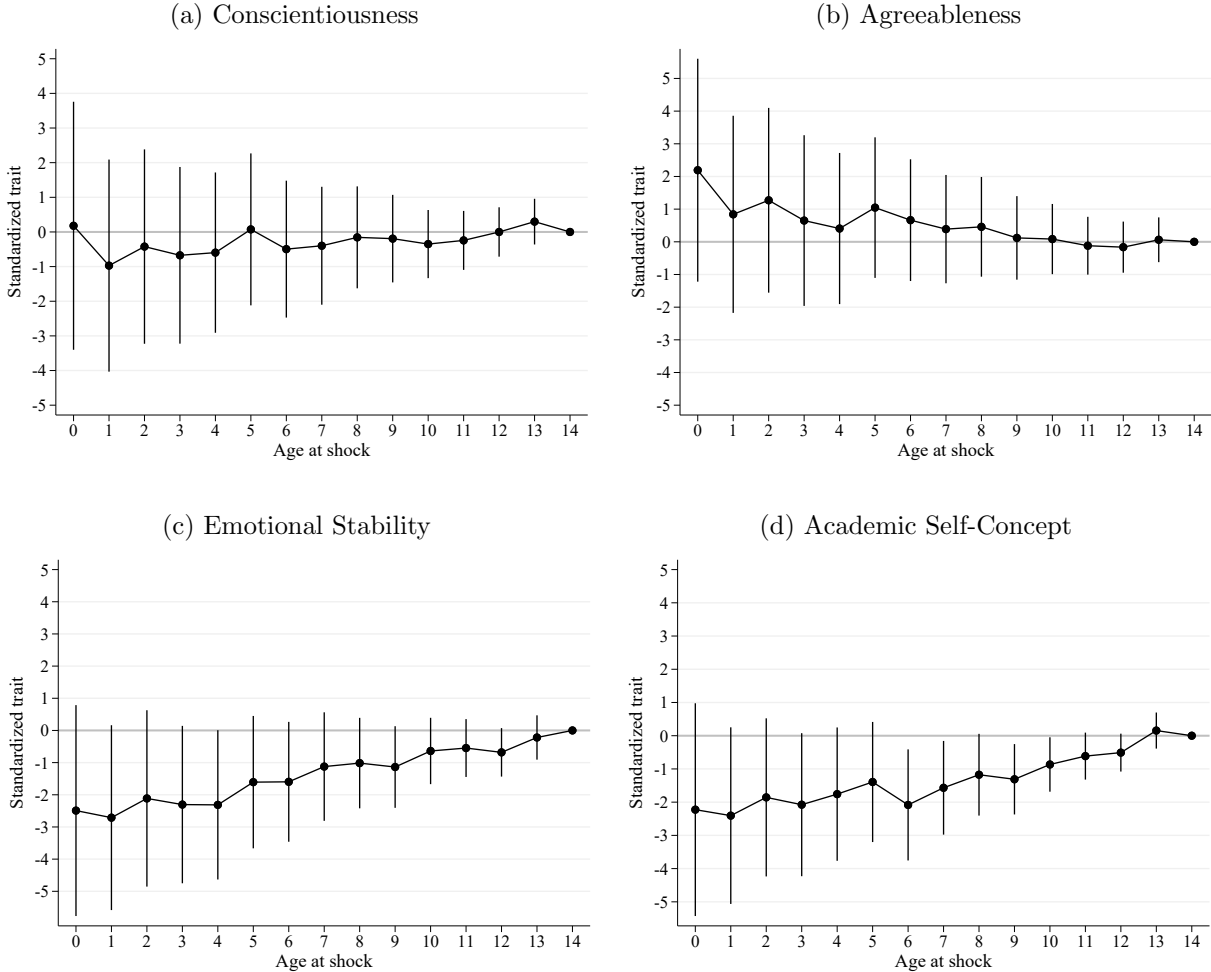 (a) Conscientiousness
Standardized trait
5
4
3
2
1
0
-1
-2
-3
-4
-5
0 1 2 3 4 5 6 7 8 9 10 11 12 13 14
Age at shock
(b) Agreeableness
Standardized trait
5
4
3
2
1
0
-1
-2
-3
-4
-5
0 1 2 3 4 5 6 7 8 9 10 11 12 13 14
Age at shock
(c) Emotional Stability
Standardized trait
5
4
3
2
1
0
-1
-2
-3
-4
-5
0 1 2 3 4 5 6 7 8 9 10 11 12 13 14
Age at shock
(d) Academic Self-Concept
Standardized trait
5
4
3
2
1
0
-1
-2
-3
-4
-5
0 1 2 3 4 5 6 7 8 9 10 11 12 13 14
Age at shock